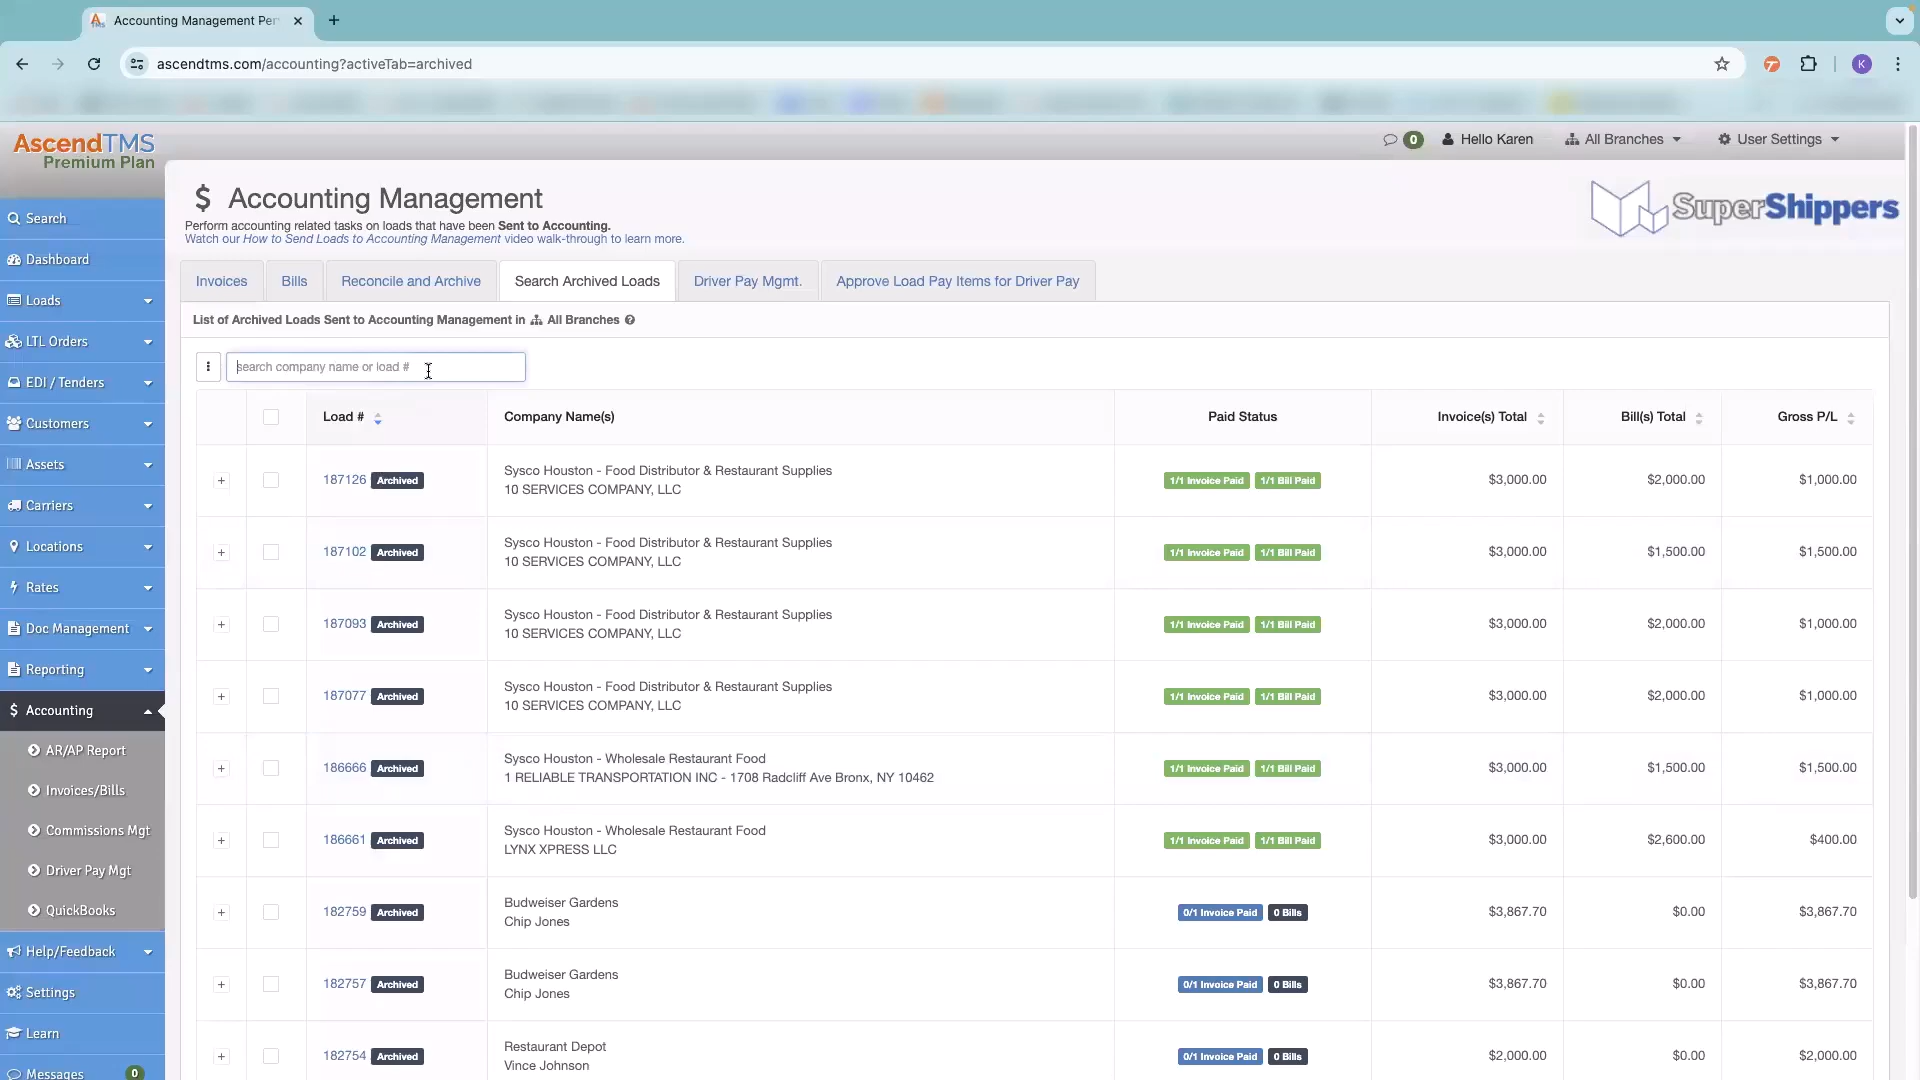 Accounting Management Per
ascendtms.com/accounting?activeTab=archived
K
AscendTMS
Premium Plan
0
Hello Karen
All Branches
User Settings
Search
Dashboard
Loads
LTL Orders
EDI / Tenders
Customers
Assets
Carriers
Locations
Rates
Doc Management
Reporting
$ Accounting
AR/AP Report
Invoices/Bills
Commissions Mgt
Driver Pay Mgt
QuickBooks
Help/Feedback
Settings
Learn
Messages 0
$ Accounting Management
SuperShippers
Perform accounting related tasks on loads that have been Sent to Accounting.
Watch our How to Send Loads to Accounting Management video walk-through to learn more.
Invoices
Bills
Reconcile and Archive
Search Archived Loads
Driver Pay Mgmt.
Approve Load Pay Items for Driver Pay
List of Archived Loads Sent to Accounting Management in All Branches ?
search company name or load #
Load # Company Name(s) Paid Status Invoice(s) Total Bill(s) Total Gross P/L
+ 187126 Archived Sysco Houston - Food Distributor & Restaurant Supplies 1/1 Invoice Paid 1/1 Bill Paid $3,000.00 $2,000.00 $1,000.00
10 SERVICES COMPANY, LLC
+ 187102 Archived Sysco Houston - Food Distributor & Restaurant Supplies 1/1 Invoice Paid 1/1 Bill Paid $3,000.00 $1,500.00 $1,500.00
10 SERVICES COMPANY, LLC
+ 187093 Archived Sysco Houston - Food Distributor & Restaurant Supplies 1/1 Invoice Paid 1/1 Bill Paid $3,000.00 $2,000.00 $1,000.00
10 SERVICES COMPANY, LLC
+ 187077 Archived Sysco Houston - Food Distributor & Restaurant Supplies 1/1 Invoice Paid 1/1 Bill Paid $3,000.00 $2,000.00 $1,000.00
10 SERVICES COMPANY, LLC
+ 186666 Archived Sysco Houston - Wholesale Restaurant Food 1/1 Invoice Paid 1/1 Bill Paid $3,000.00 $1,500.00 $1,500.00
1 RELIABLE TRANSPORTATION INC - 1708 Radcliff Ave Bronx, NY 10462
+ 186661 Archived Sysco Houston - Wholesale Restaurant Food 1/1 Invoice Paid 1/1 Bill Paid $3,000.00 $2,600.00 $400.00
LYNX XPRESS LLC
+ 182759 Archived Budweiser Gardens 0/1 Invoice Paid 0 Bills $3,867.70 $0.00 $3,867.70
Chip Jones
+ 182757 Archived Budweiser Gardens 0/1 Invoice Paid 0 Bills $3,867.70 $0.00 $3,867.70
Chip Jones
+ 182754 Archived Restaurant Depot 0/1 Invoice Paid 0 Bills $2,000.00 $0.00 $2,000.00
Vince Johnson